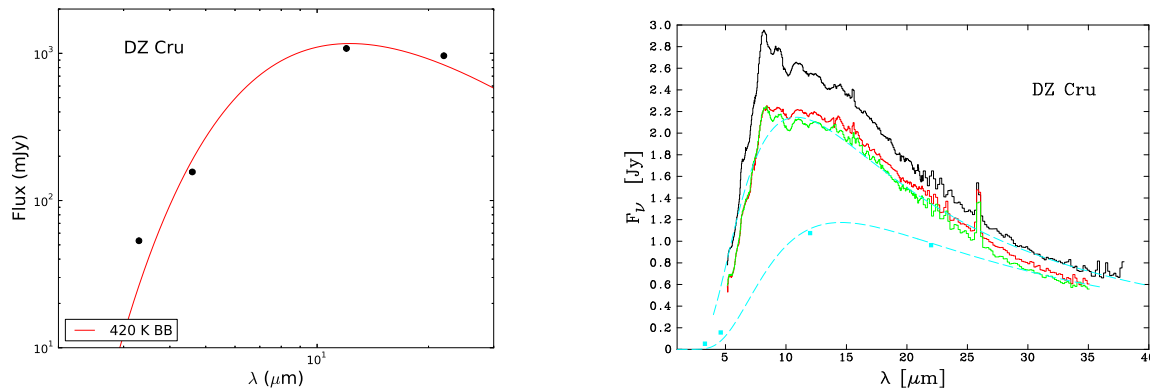 DZ Cru
Flux (mJy)
10³
10²
10¹
420 K BB
10¹
λ (μm)
3.0
2.8
2.6
2.4
2.2
2.0
1.8
1.6
1.4
1.2
1.0
0.8
0.6
0.4
0.2
0
F_ν [Jy]
DZ Cru
5 10 15 20 25 30 35 40
λ [μm]